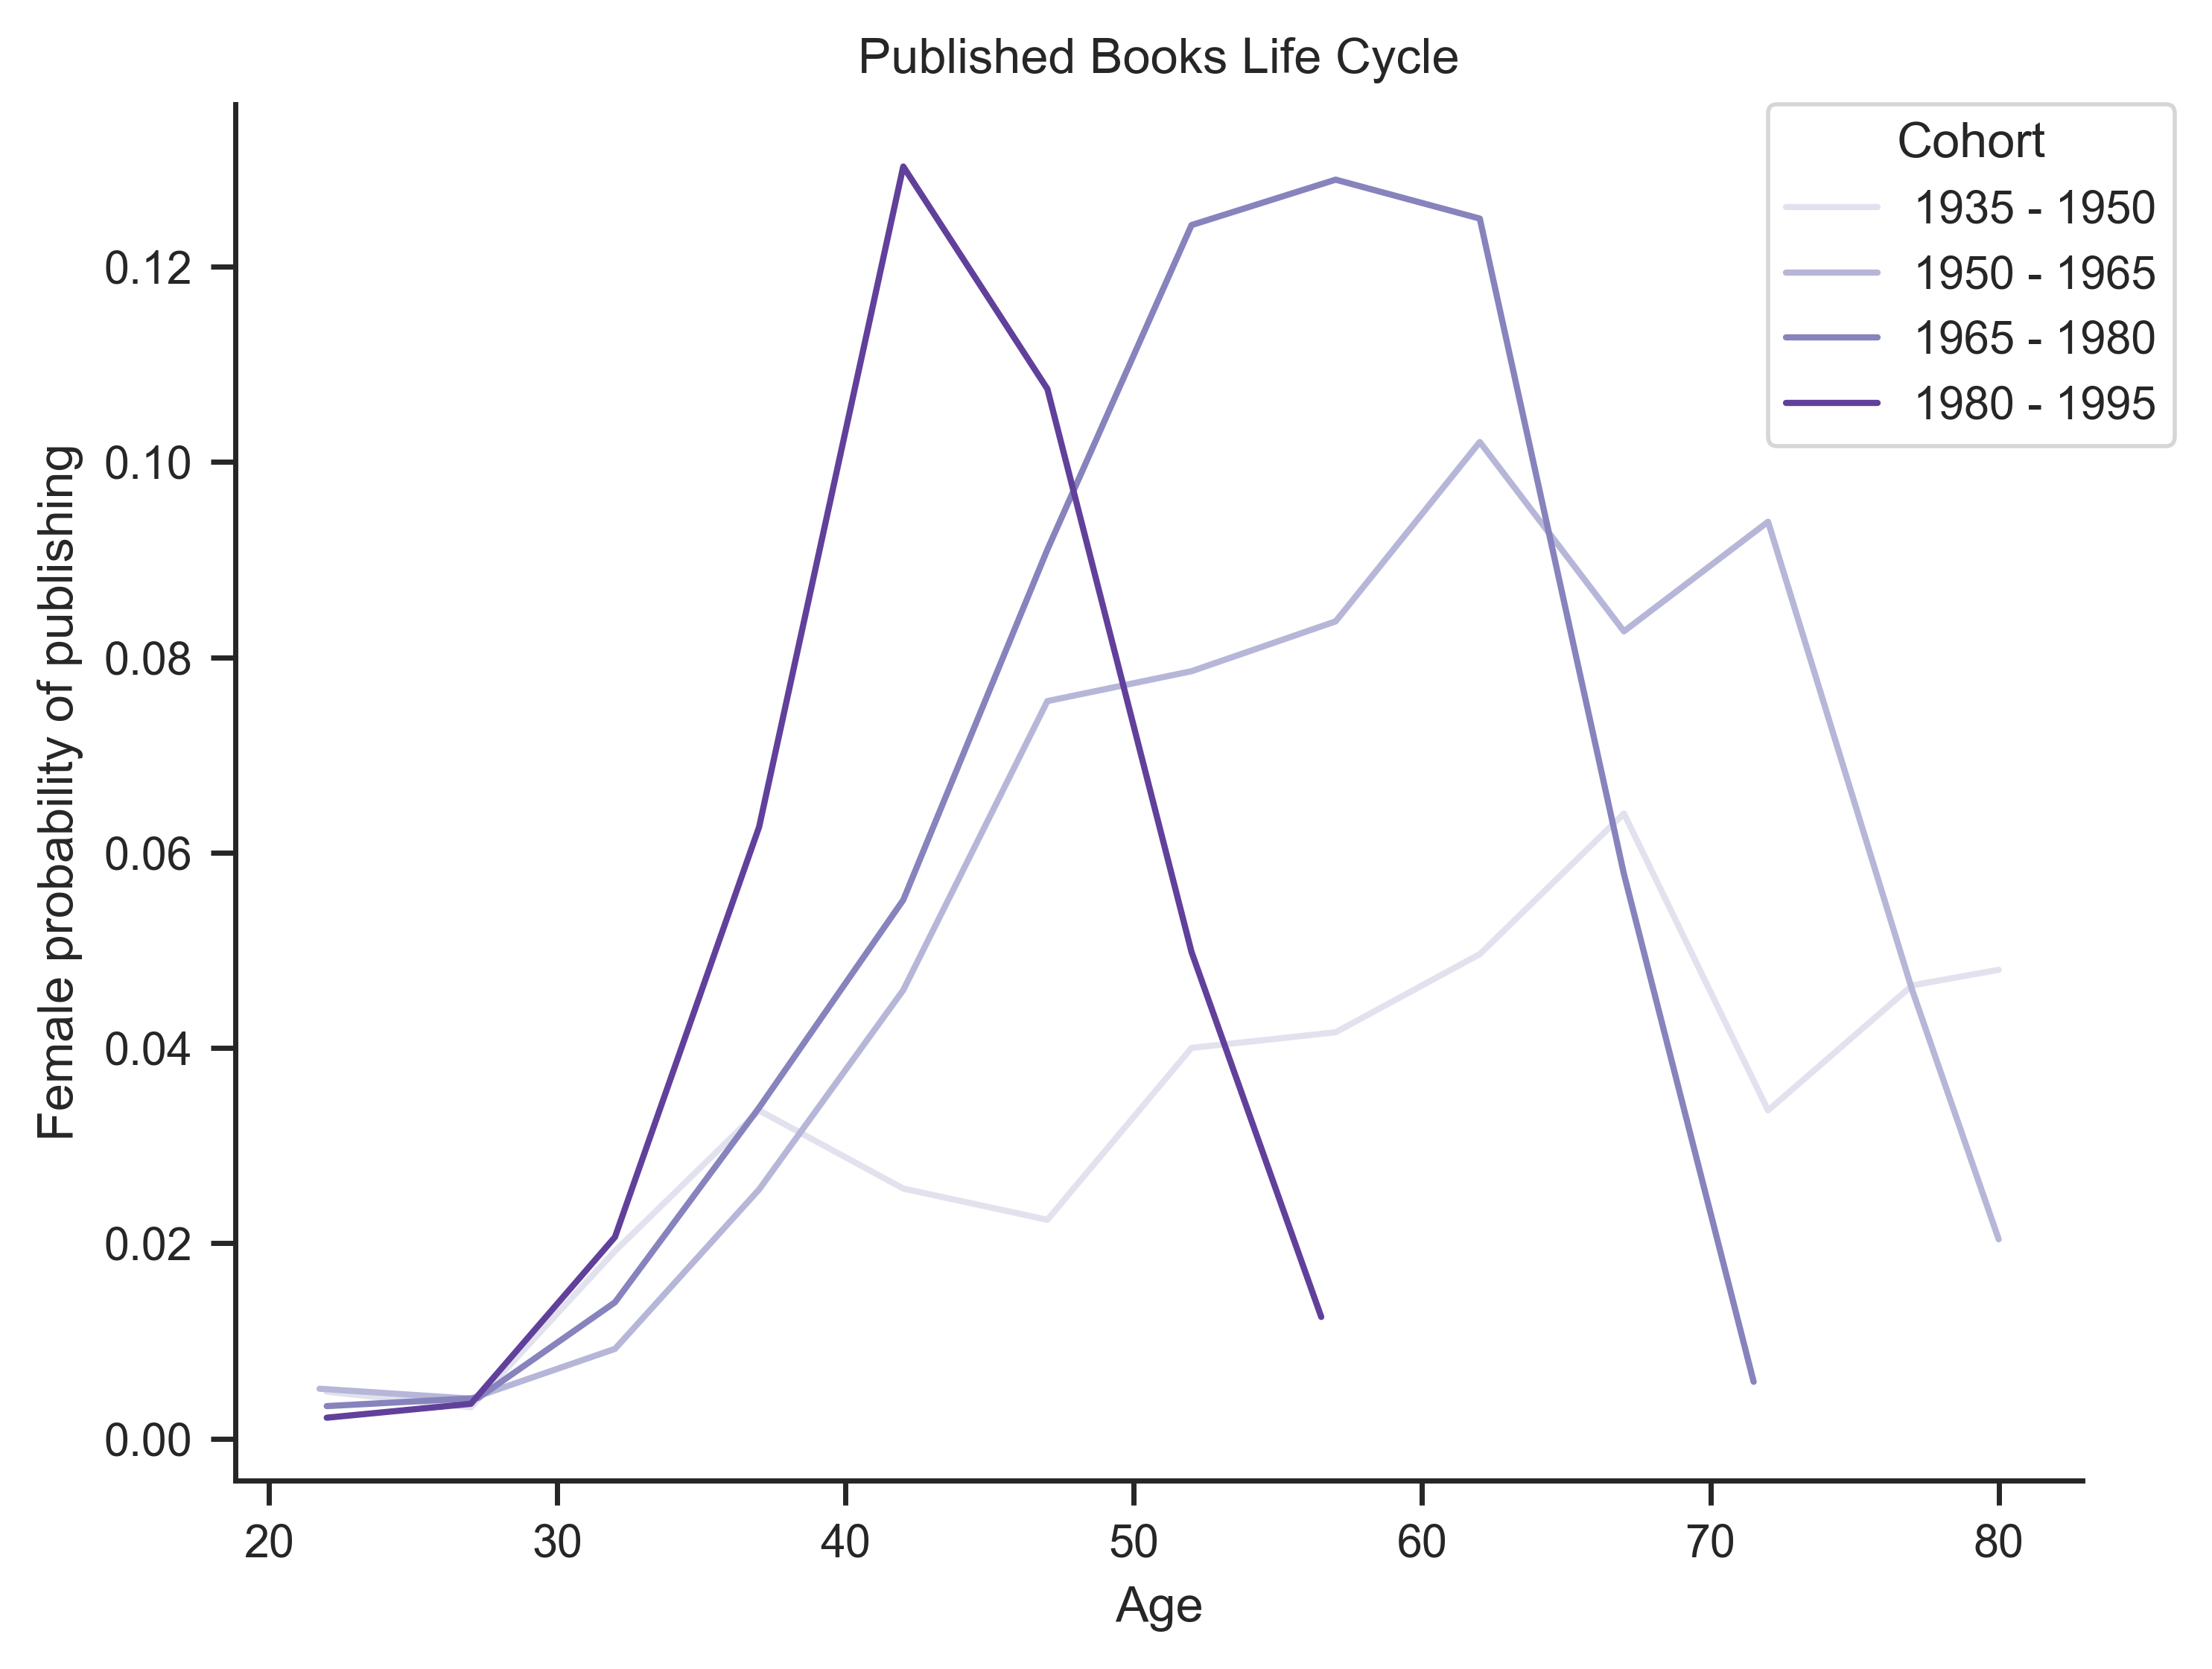 Published Books Life Cycle
Cohort
1935 - 1950
1950 - 1965
1965 - 1980
1980 - 1995
Female probability of publishing
0.12
0.10
0.08
0.06
0.04
0.02
0.00
20 30 40 50 60 70 80
Age